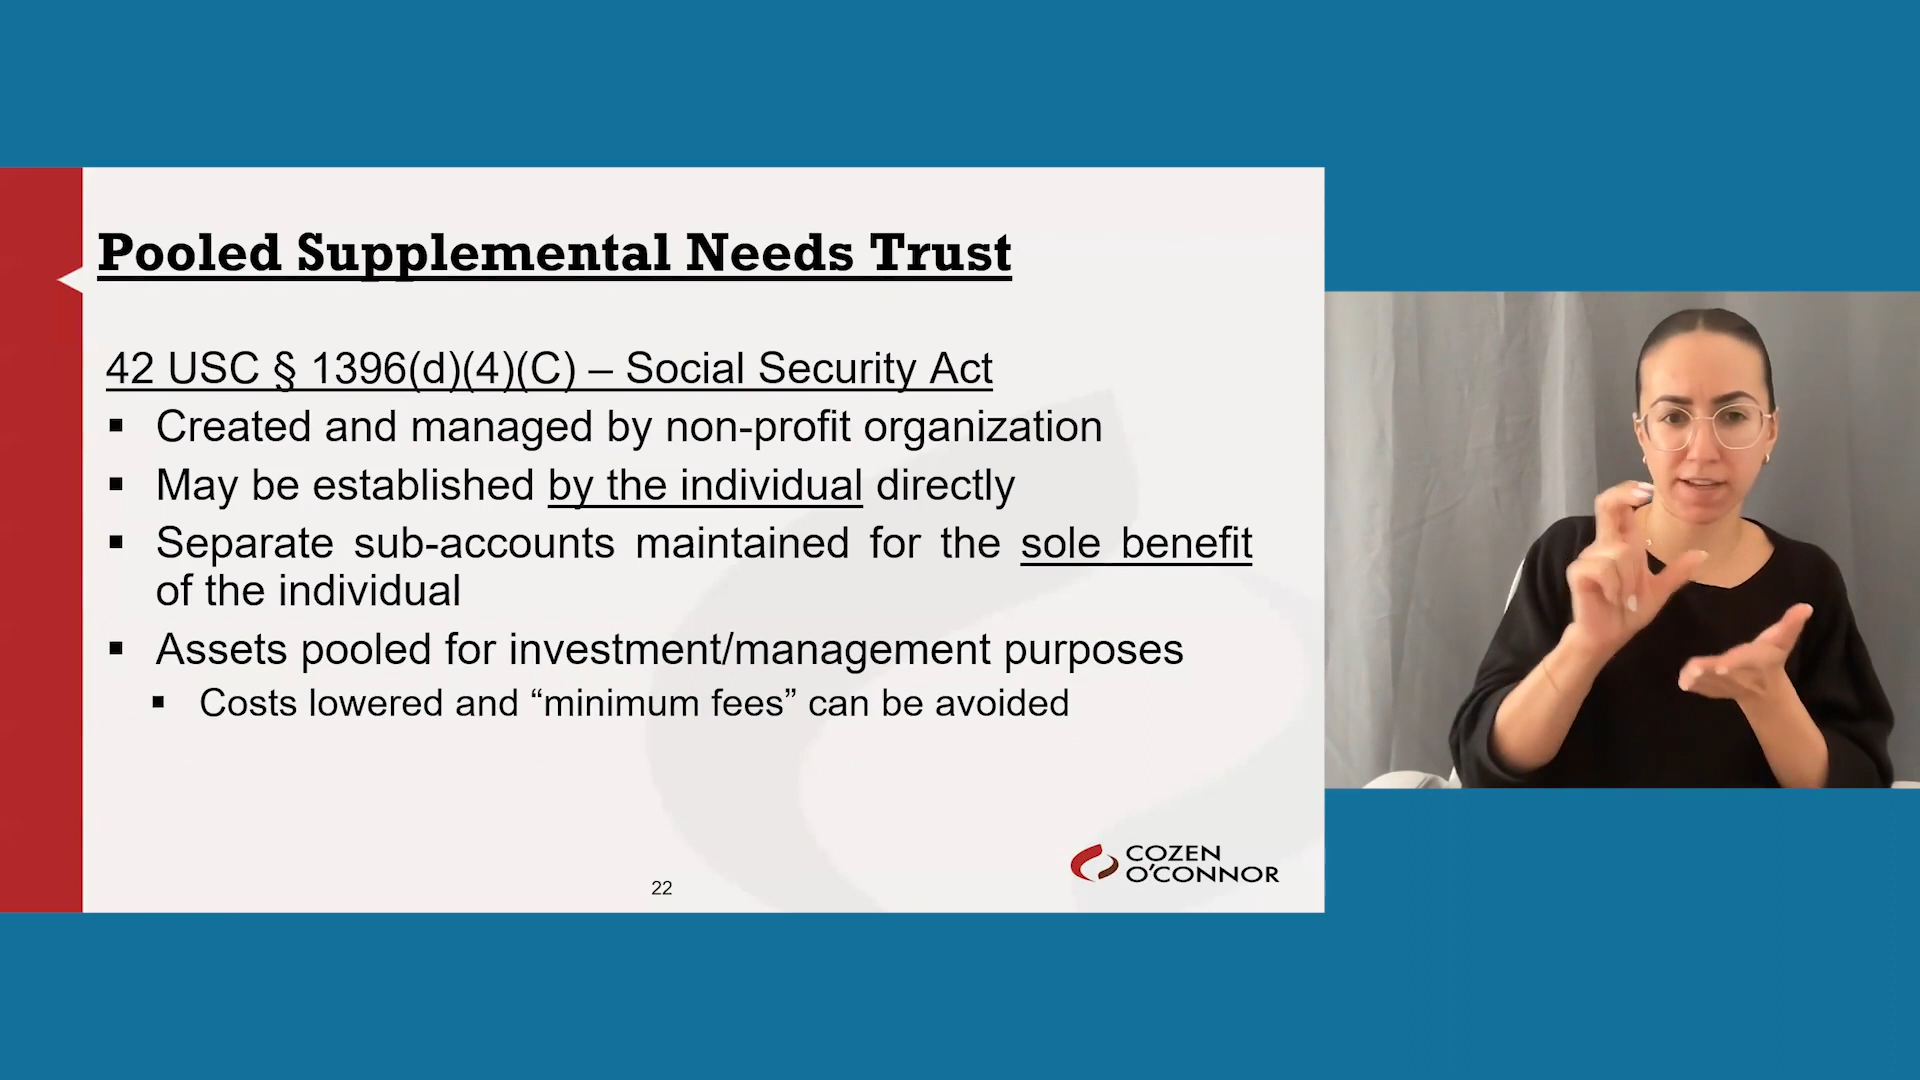 Pooled Supplemental Needs Trust
42 USC § 1396(d)(4)(C) – Social Security Act
▪ Created and managed by non-profit organization
▪ May be established by the individual directly
▪ Separate sub-accounts maintained for the sole benefit
of the individual
▪ Assets pooled for investment/management purposes
▪ Costs lowered and “minimum fees” can be avoided
COZEN
O’CONNOR
22